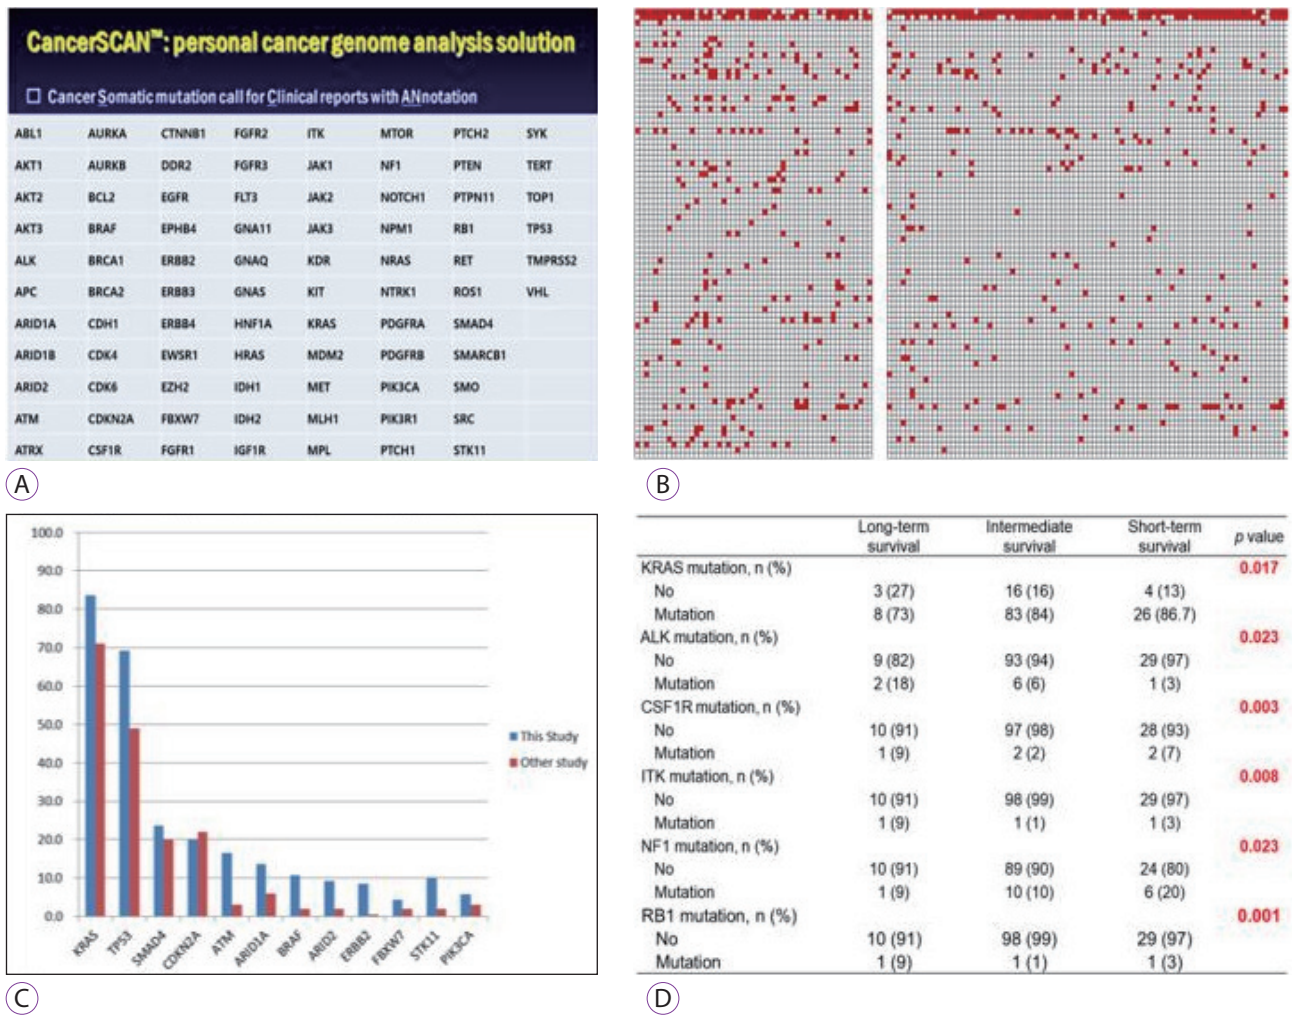 CancerSCAN™: personal cancer genome analysis solution
Cancer Somatic mutation call for Clinical reports with ANnotation
ABL1 AURKA CTNNB1 FGFR2 ITK MTOR PTCH2 SYK
AKT1 AURKB DDR2 FGFR3 JAK1 NF1 PTEN TERT
AKT2 BCL2 EGFR FLT3 JAK2 NOTCH1 PTPN11 TOP1
AKT3 BRAF EPHB4 GNA11 JAK3 NPM1 RB1 TP53
ALK BRCA1 ERBB2 GNAQ KDR NRAS RET TMPRSS2
APC BRCA2 ERBB3 GNAS KIT NTRK1 ROS1 VHL
ARID1A CDH1 ERBB4 HNF1A KRAS PDGFRA SMAD4
ARID1B CDK4 EWSR1 HRAS MDM2 PDGFRB SMARCB1
ARID2 CDK6 EZH2 IDH1 MET PIK3CA SMO
ATM CDKN2A FBXW7 IDH2 MLH1 PIK3R1 SRC
ATRX CSF1R FGFR1 IGF1R MPL PTCH1 STK11
A
B
100.0
90.0
80.0
70.0
60.0
50.0
40.0
30.0
20.0
10.0
0.0
KRAS TP53 SMAD4 CDKN2A ATM ARID1A BRAF ARID2 ERBB2 FBXW7 STK11 PIK3CA
This Study
Other study
C
Long-term survival Intermediate survival Short-term survival p value
KRAS mutation, n (%) 0.017
No 3 (27) 16 (16) 4 (13)
Mutation 8 (73) 83 (84) 26 (86.7)
ALK mutation, n (%) 0.023
No 9 (82) 93 (94) 29 (97)
Mutation 2 (18) 6 (6) 1 (3)
CSF1R mutation, n (%) 0.003
No 10 (91) 97 (98) 28 (93)
Mutation 1 (9) 2 (2) 2 (7)
ITK mutation, n (%) 0.008
No 10 (91) 98 (99) 29 (97)
Mutation 1 (9) 1 (1) 1 (3)
NF1 mutation, n (%) 0.023
No 10 (91) 89 (90) 24 (80)
Mutation 1 (9) 10 (10) 6 (20)
RB1 mutation, n (%) 0.001
No 10 (91) 98 (99) 29 (97)
Mutation 1 (9) 1 (1) 1 (3)
D